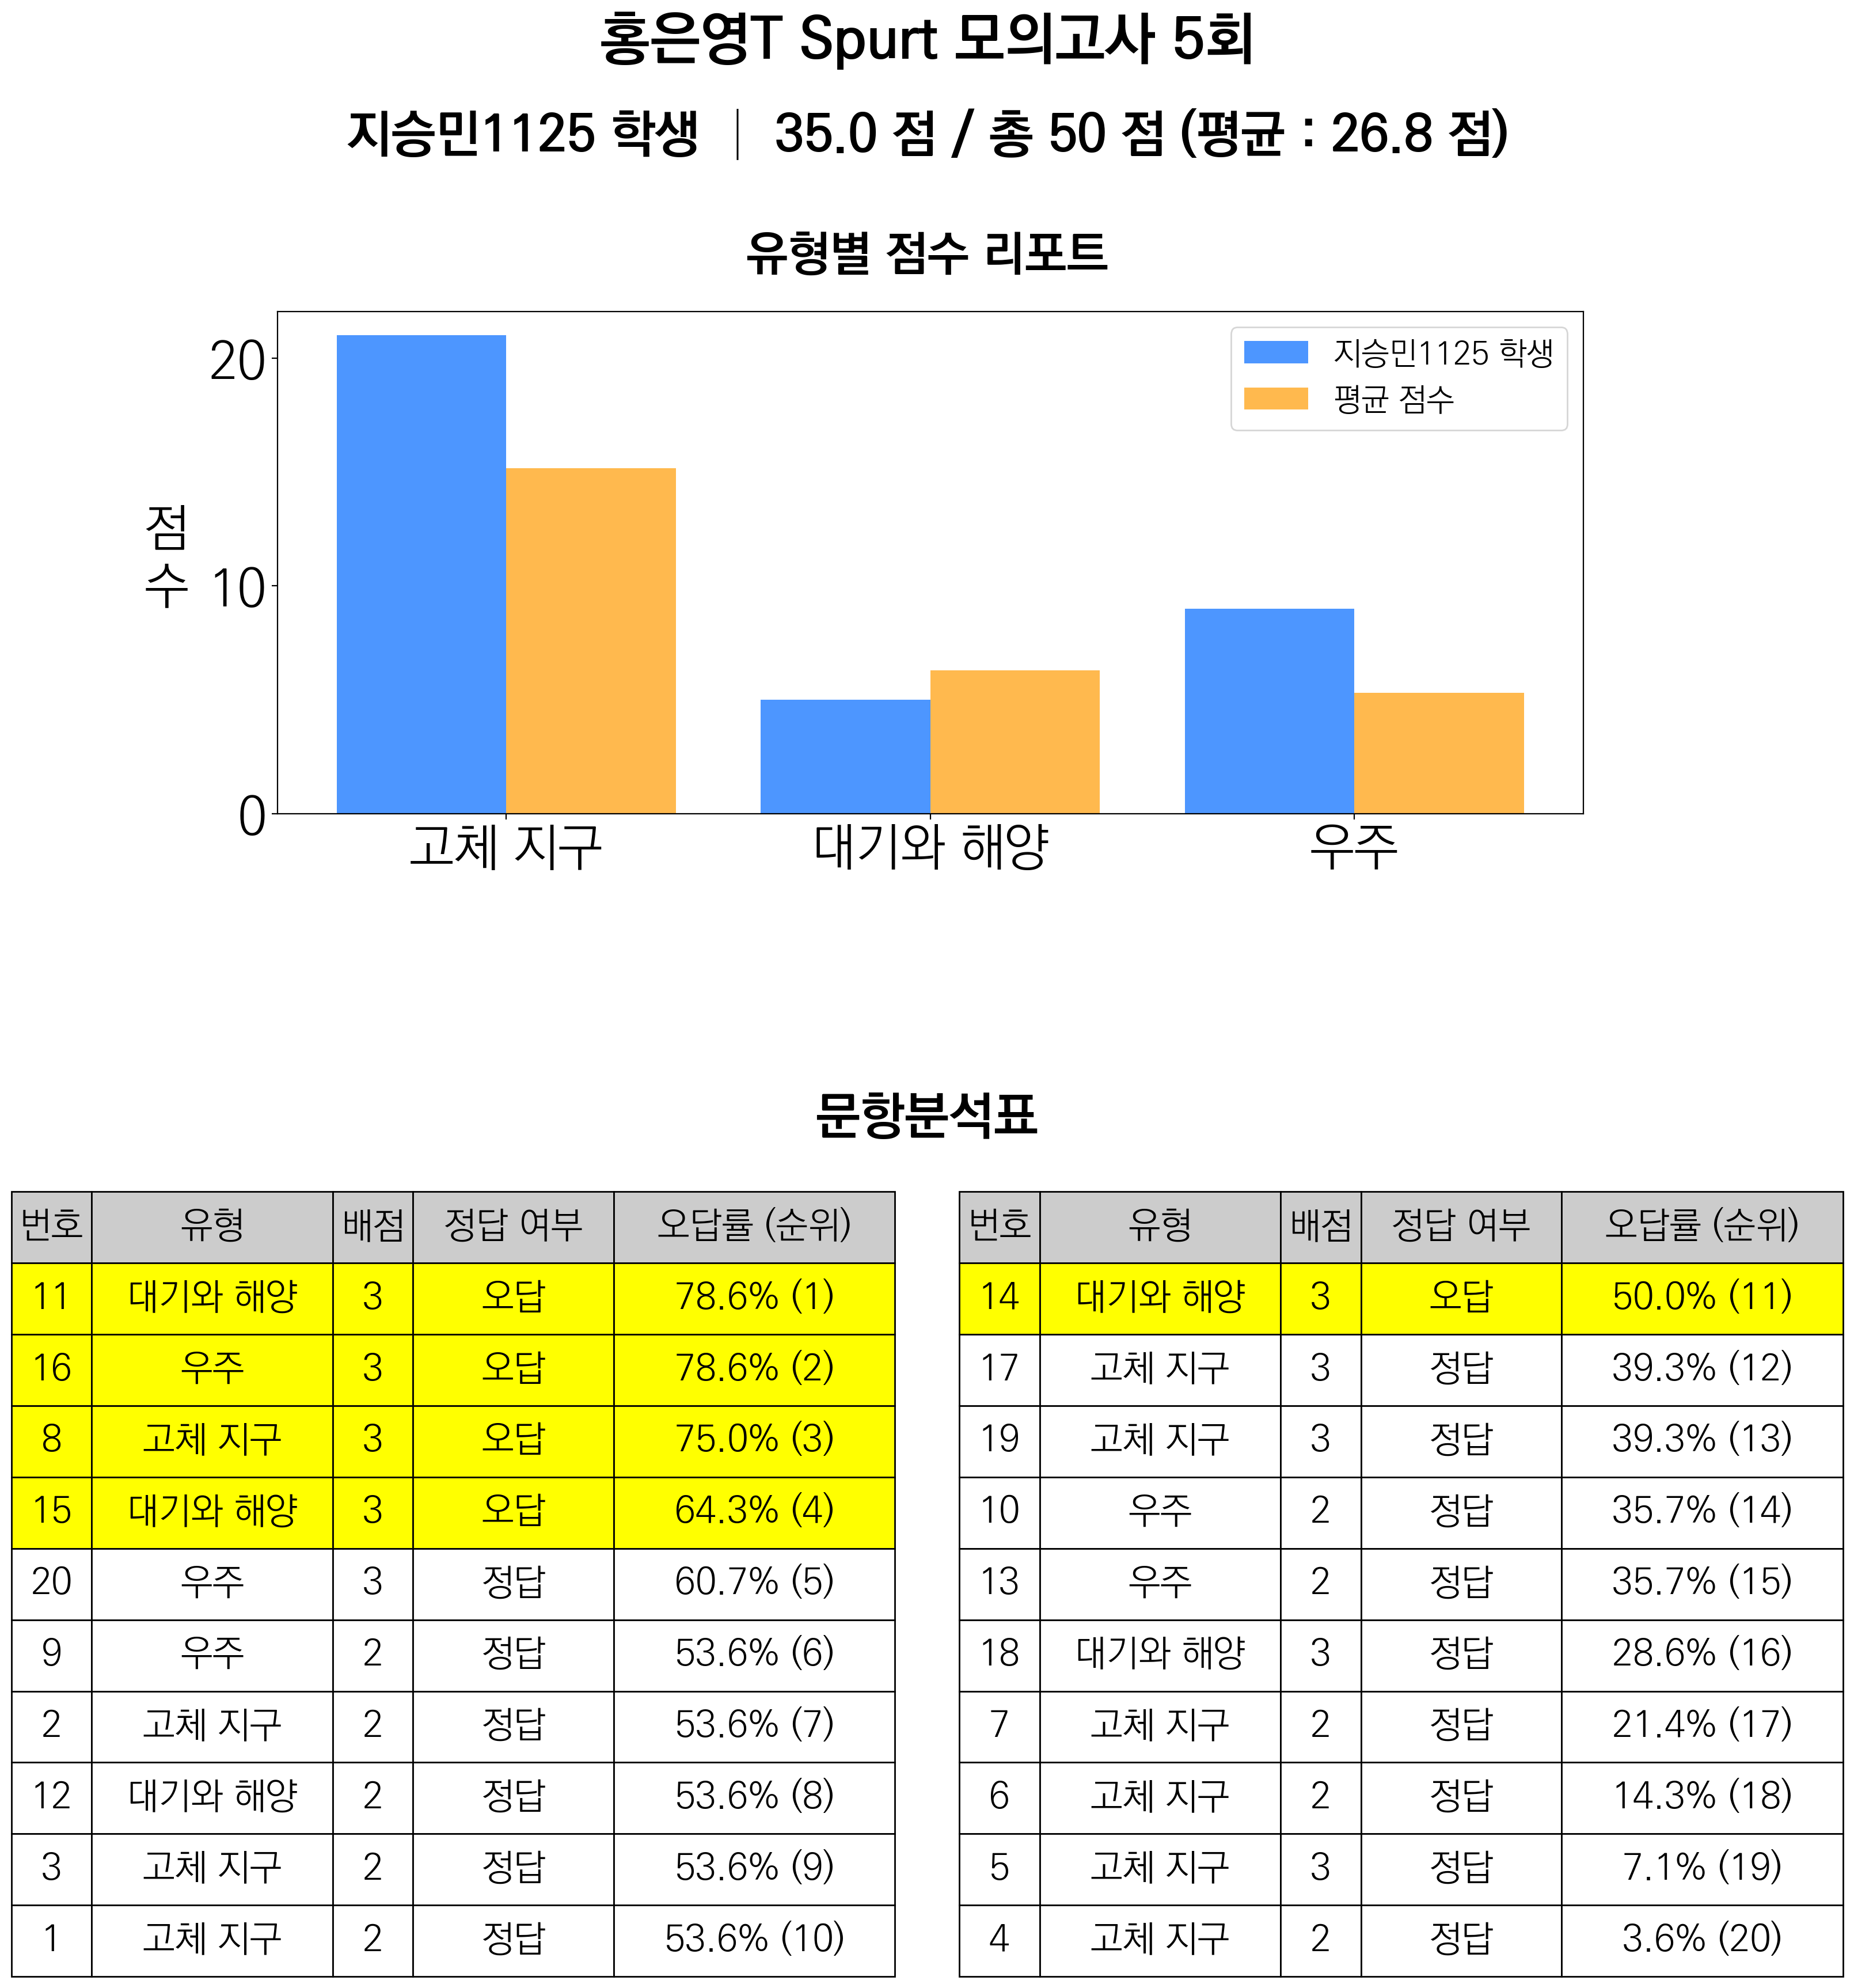 홍은영T Spurt 모의고사 5회
지승민1125 학생 │ 35.0 점 / 총 50 점 (평균 : 26.8 점)
유형별 점수 리포트
점수
20
10
0
지승민1125 학생
평균 점수
고체 지구 대기와 해양 우주
문항분석표
번호 유형 배점 정답 여부 오답률 (순위)
11 대기와 해양 3 오답 78.6% (1)
16 우주 3 오답 78.6% (2)
8 고체 지구 3 오답 75.0% (3)
15 대기와 해양 3 오답 64.3% (4)
20 우주 3 정답 60.7% (5)
9 우주 2 정답 53.6% (6)
2 고체 지구 2 정답 53.6% (7)
12 대기와 해양 2 정답 53.6% (8)
3 고체 지구 2 정답 53.6% (9)
1 고체 지구 2 정답 53.6% (10)
번호 유형 배점 정답 여부 오답률 (순위)
14 대기와 해양 3 오답 50.0% (11)
17 고체 지구 3 정답 39.3% (12)
19 고체 지구 3 정답 39.3% (13)
10 우주 2 정답 35.7% (14)
13 우주 2 정답 35.7% (15)
18 대기와 해양 3 정답 28.6% (16)
7 고체 지구 2 정답 21.4% (17)
6 고체 지구 2 정답 14.3% (18)
5 고체 지구 3 정답 7.1% (19)
4 고체 지구 2 정답 3.6% (20)